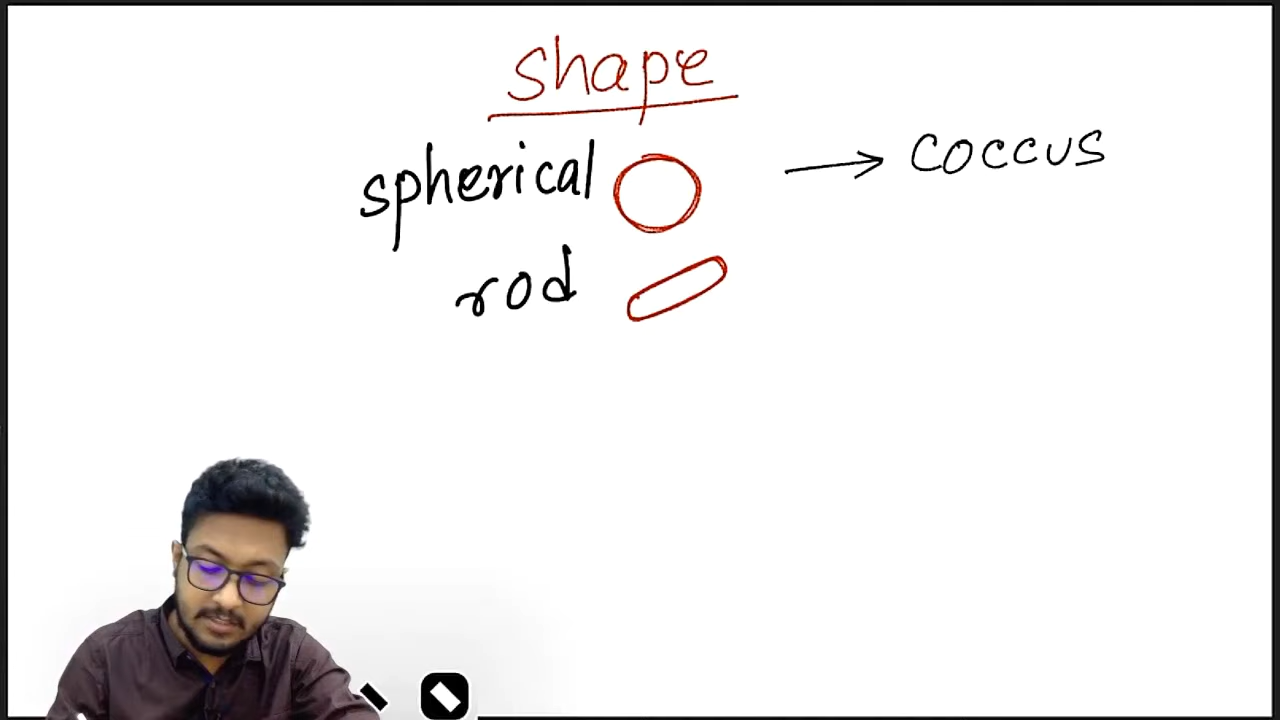 shape
spherical → coccus
rod